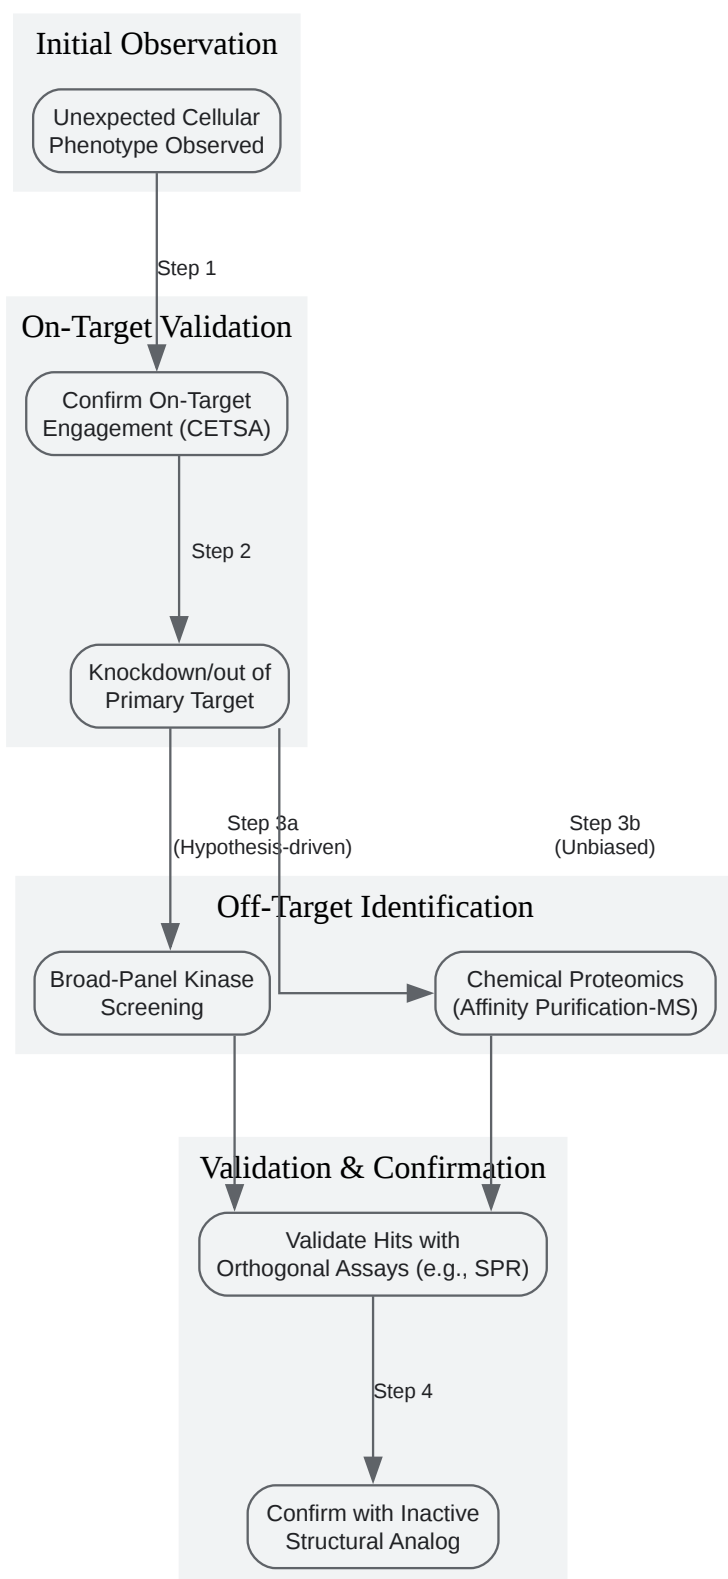 Initial Observation
Unexpected Cellular
Phenotype Observed
Step 1
On-Target Validation
Confirm On-Target
Engagement (CETSA)
Step 2
Knockdown/out of
Primary Target
Step 3a
(Hypothesis-driven)
Step 3b
(Unbiased)
Off-Target Identification
Broad-Panel Kinase
Screening
Chemical Proteomics
(Affinity Purification-MS)
Validation & Confirmation
Validate Hits with
Orthogonal Assays (e.g., SPR)
Step 4
Confirm with Inactive
Structural Analog